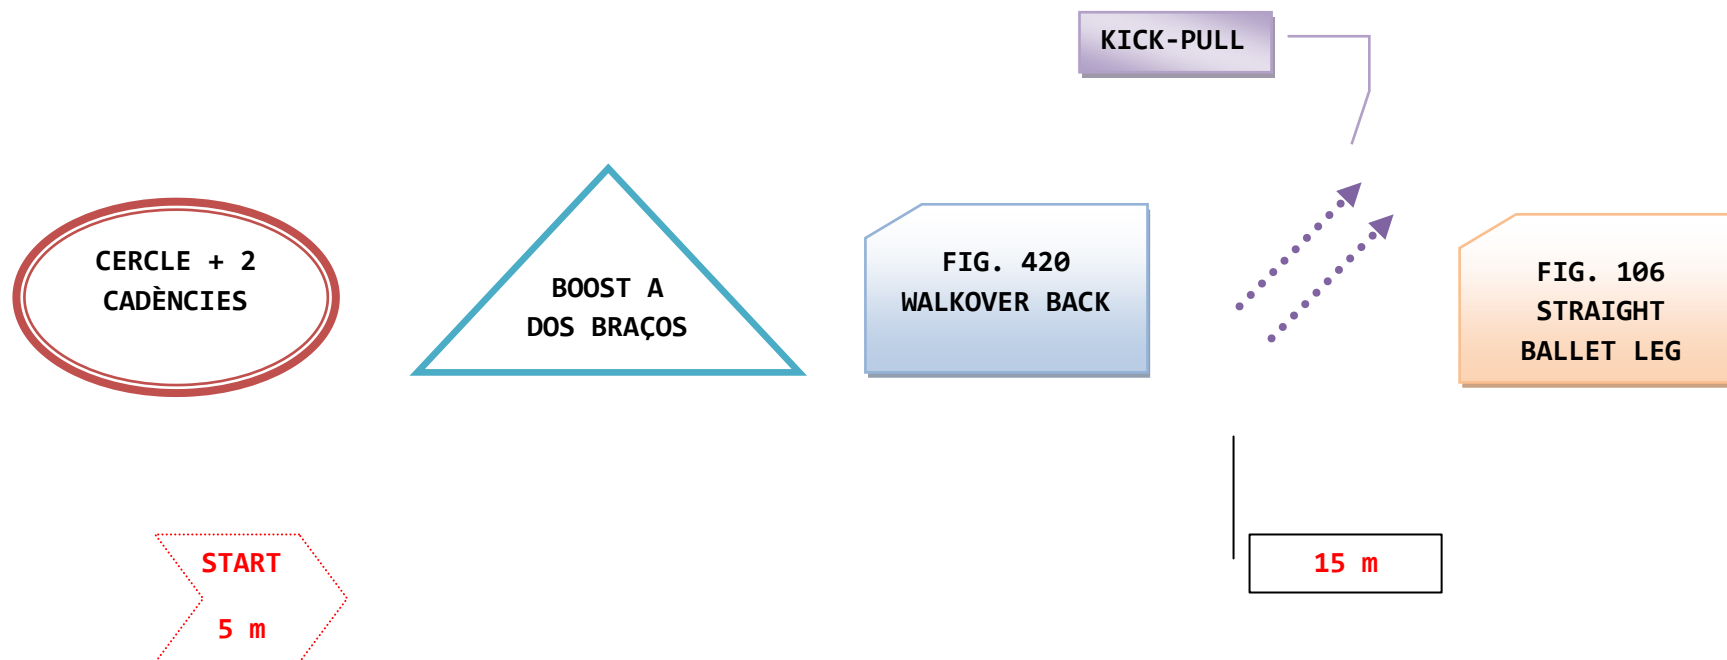 KICK-PULL
CERCLE + 2
CADÈNCIES
BOOST A
DOS BRAÇOS
FIG. 420
WALKOVER BACK
FIG. 106
STRAIGHT
BALLET LEG
START
5 m
15 m